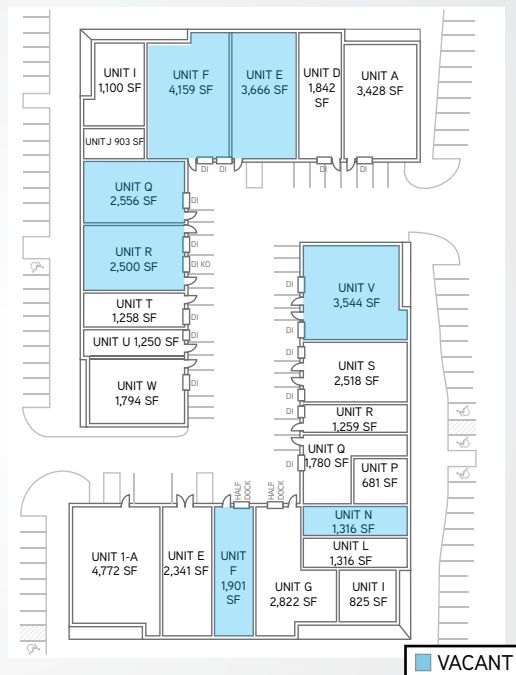 UNIT I
1,100 SF
UNIT F
4,159 SF
UNIT E
3,666 SF
UNIT D
1,842
SF
UNIT A
3,428 SF
UNIT J 903 SF
DI
DI
DI
DI
UNIT Q
2,556 SF
DI
UNIT R
2,500 SF
DI
DI KO
UNIT T
1,258 SF
DI
UNIT U 1,250 SF
DI
UNIT W
1,794 SF
DI
UNIT V
3,544 SF
DI
DI
UNIT S
2,518 SF
DI
DI
UNIT R
1,259 SF
DI
UNIT Q
1,780 SF
DI
UNIT P
681 SF
HALF
DOCK
HALF
DOCK
UNIT N
1,316 SF
UNIT L
1,316 SF
UNIT 1-A
4,772 SF
UNIT E
2,341 SF
UNIT
F
1,901
SF
UNIT G
2,822 SF
UNIT I
825 SF
VACANT